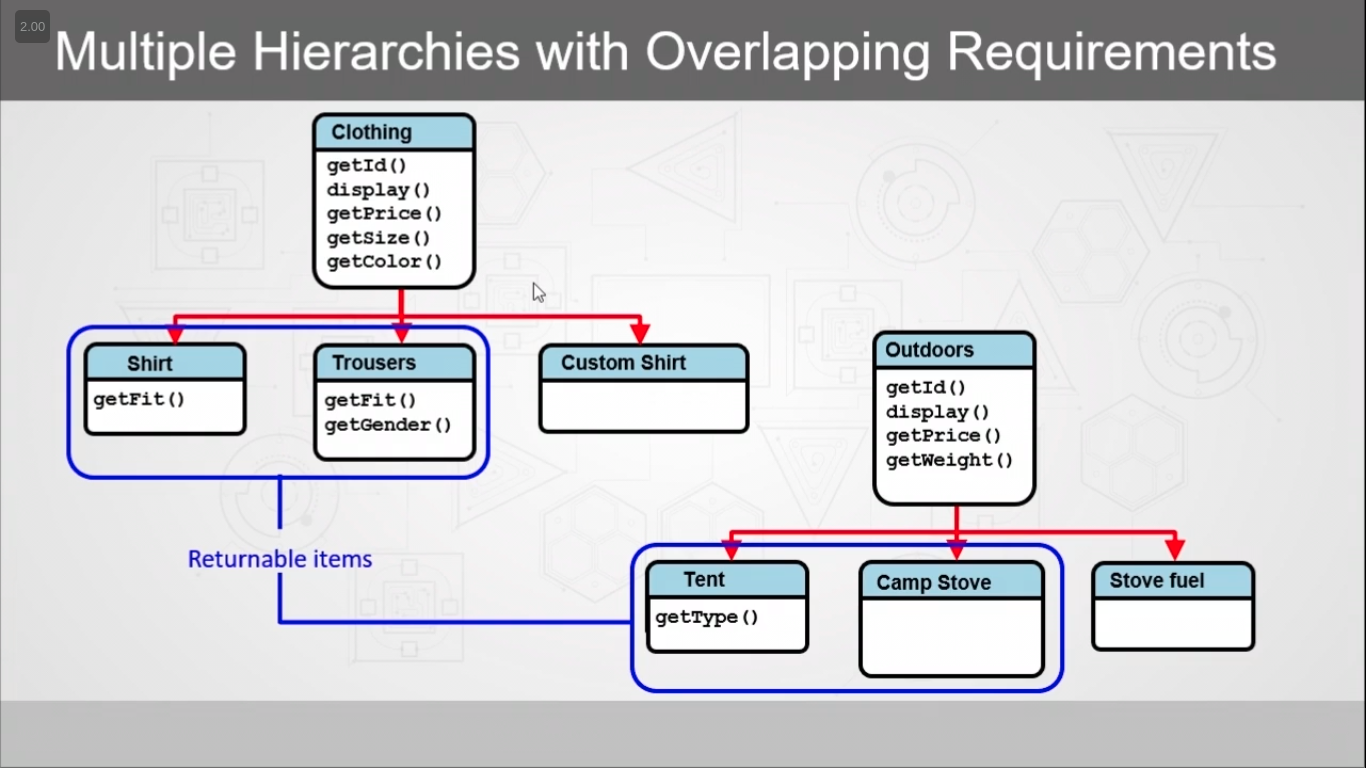 2.00
Multiple Hierarchies with Overlapping Requirements
Clothing
getId()
display()
getPrice()
getSize()
getColor()
Shirt
getFit()
Trousers
getFit()
getGender()
Custom Shirt
Outdoors
getId()
display()
getPrice()
getWeight()
Returnable items
Tent
getType()
Camp Stove
Stove fuel